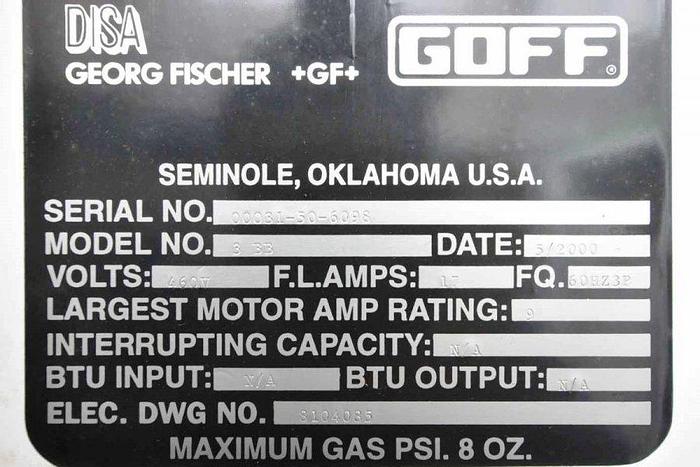 DISA
GEORG FISCHER +GF+ GOFF®
SEMINOLE, OKLAHOMA U.S.A.
SERIAL NO. 00031-50-6098
MODEL NO. 3 BB DATE: 5/2000
VOLTS: 460V F.L.AMPS: 17 FQ. 60HZ3P
LARGEST MOTOR AMP RATING: 9
INTERRUPTING CAPACITY: N/A
BTU INPUT: N/A BTU OUTPUT: N/A
ELEC. DWG NO. 3104035
MAXIMUM GAS PSI. 8 OZ.